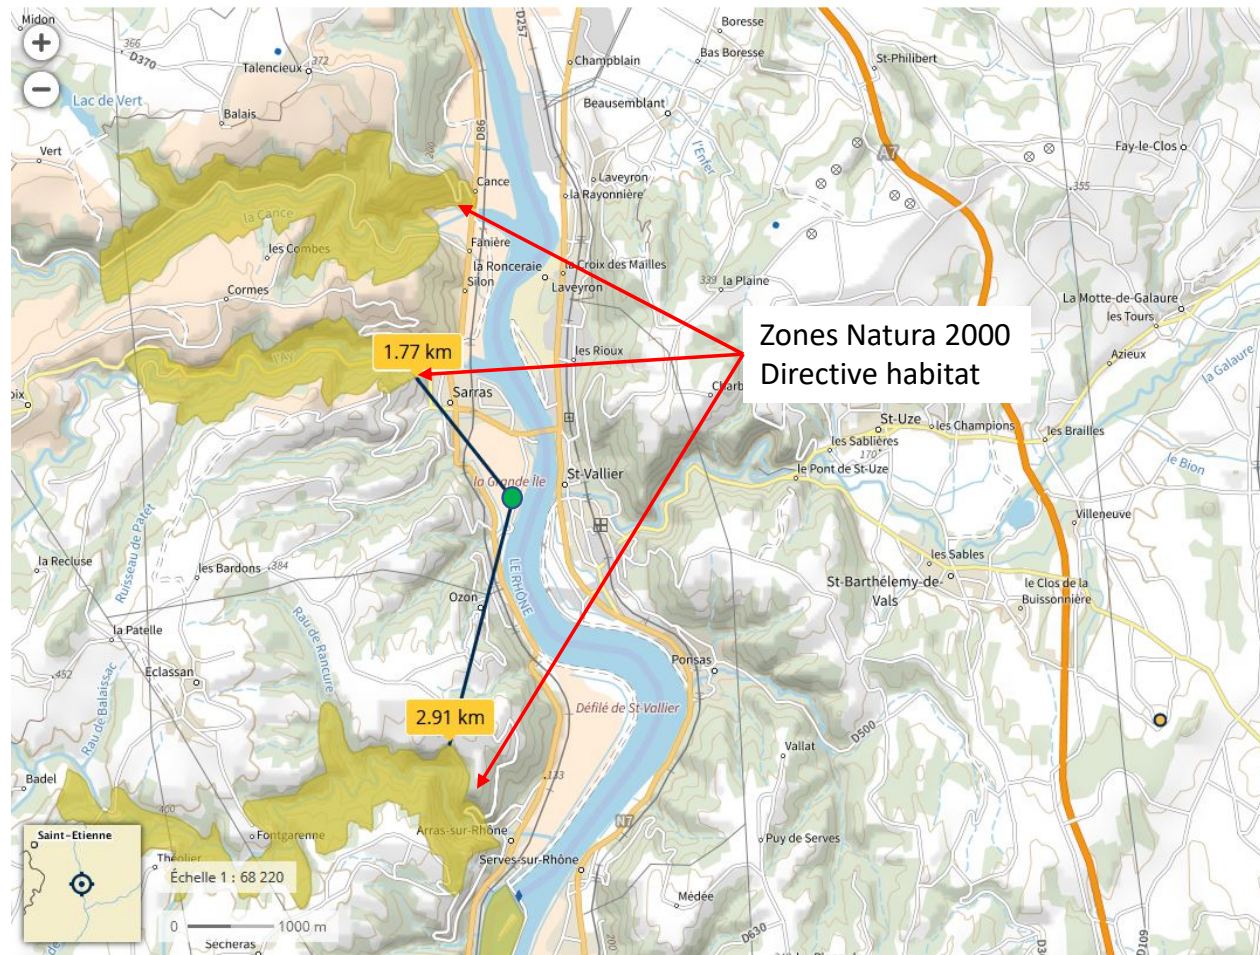 Midon
D257
Boresse
366
D370
Talencieux
372
Champblain
Bas Boresse
St-Philibert
Lac de Vert
Balais
Beausemblant
D86
200
l'Enfer
A7
Fay-le-Clos
Vert
Cance
Laveyron
la Rayonnière
355
la Cance
Fanière
les Combes
la Ronceraie
la Croix des Mailles
339
la Plaine
Silon
Laveyron
Cormes
La Motte-de-Galaure
les Tours
Zones Natura 2000
Directive habitat
1.77 km
les Rioux
Azieux
la Galaure
Sarras
St-Uze
les Champions
les Brailles
les Sablières
170
la Grande Île
St-Vallier
le Pont de St-Uze
le Bion
Villeneuve
Ruisseau de Patet
la Recluse
les Bardons
384
LE RHÔNE
les Sables
St-Barthélemy-de-
Vals
le Clos de la
Buissonnière
Ozon
Rau de Rancure
la Patelle
Eclassan
452
Rau de Balaissac
Ponsas
2.91 km
Défilé de St-Vallier
D500
Vallat
Badel
133
400
N7
Saint-Etienne
Fontgarenne
Arras-sur-Rhône
Puy de Serves
Serves-sur-Rhône
Échelle 1 : 68 220
Médée
0
1000 m
Sécheras
200
D630
D109